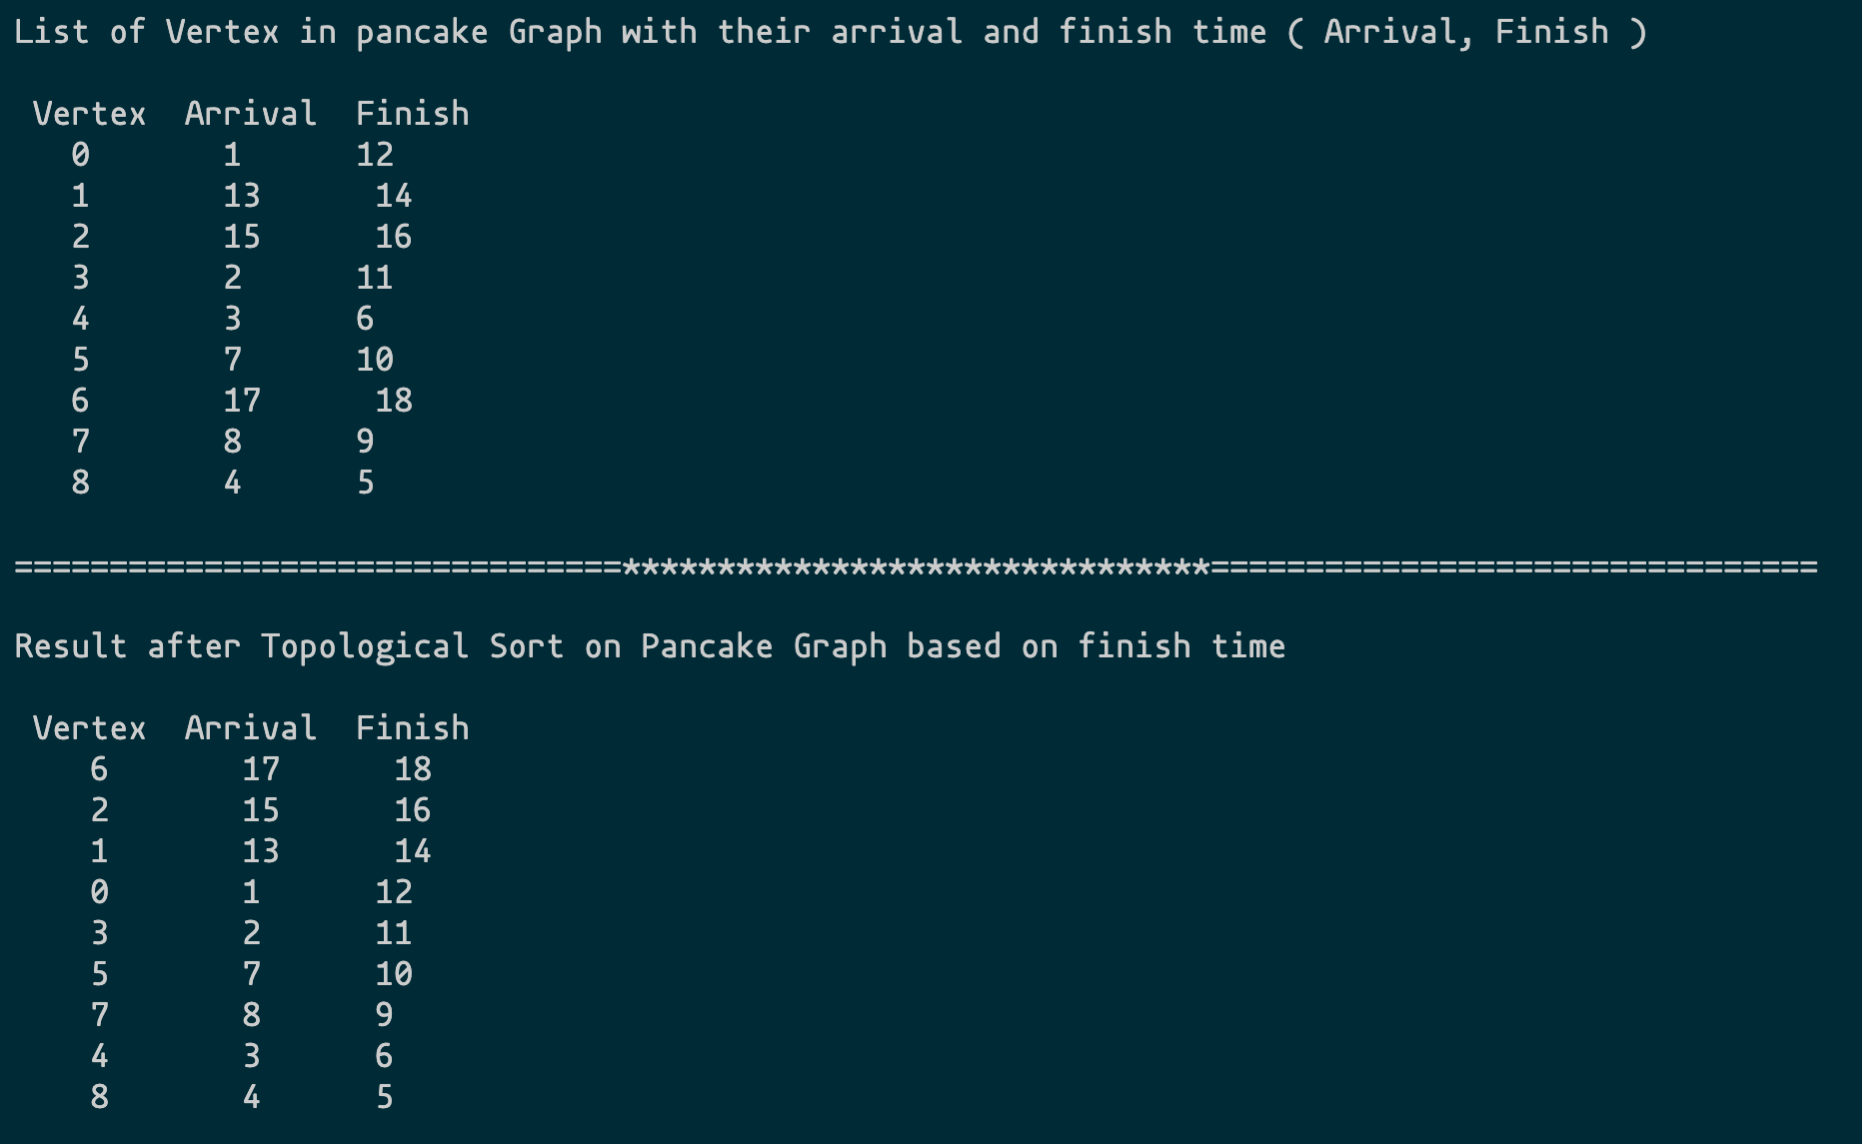 List of Vertex in pancake Graph with their arrival and finish time ( Arrival, Finish )
Vertex  Arrival  Finish
0 1 12
1 13 14
2 15 16
3 2 11
4 3 6
5 7 10
6 17 18
7 8 9
8 4 5
================================*******************************================================
Result after Topological Sort on Pancake Graph based on finish time
Vertex  Arrival  Finish
6 17 18
2 15 16
1 13 14
0 1 12
3 2 11
5 7 10
7 8 9
4 3 6
8 4 5